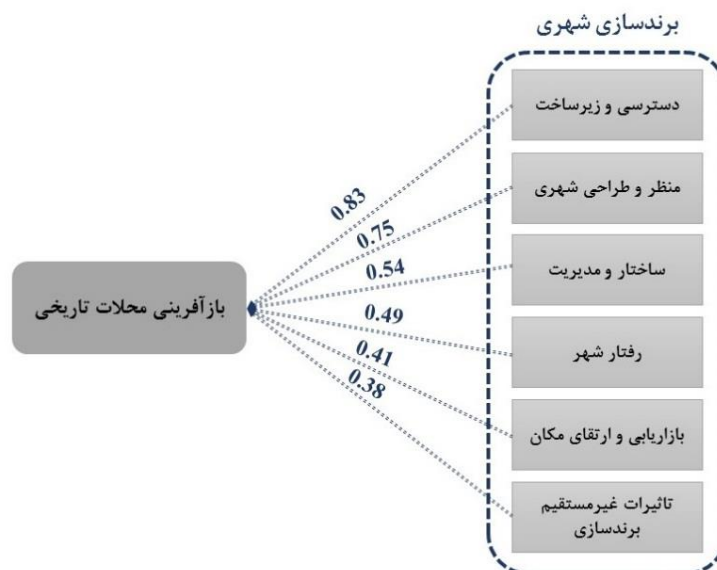 برندسازی شهری
دسترسی و زیرساخت
منظر و طراحی شهری
ساختار و مدیریت
رفتار شهر
بازاریابی و ارتقای مکان
تاثیرات غیرمستقیم
برندسازی
0.83
0.75
0.54
0.49
0.41
0.38
بازآفرینی محلات تاریخی